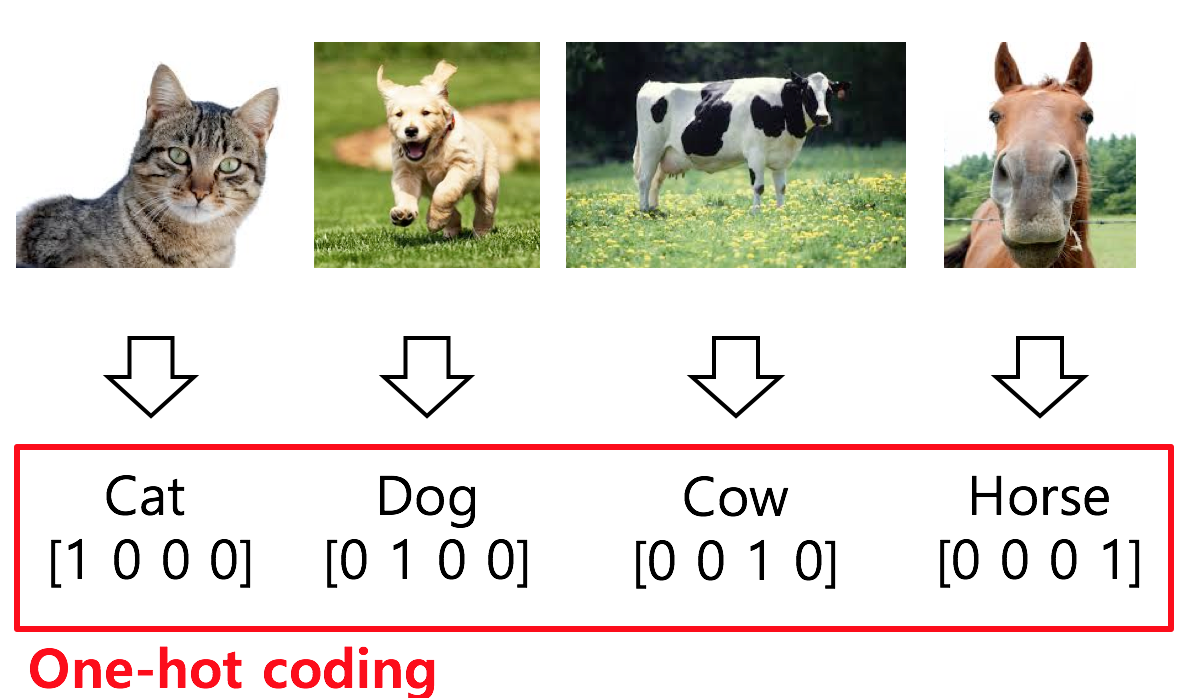 Cat Dog Cow Horse
[1 0 0 0] [0 1 0 0] [0 0 1 0] [0 0 0 1]
One-hot coding